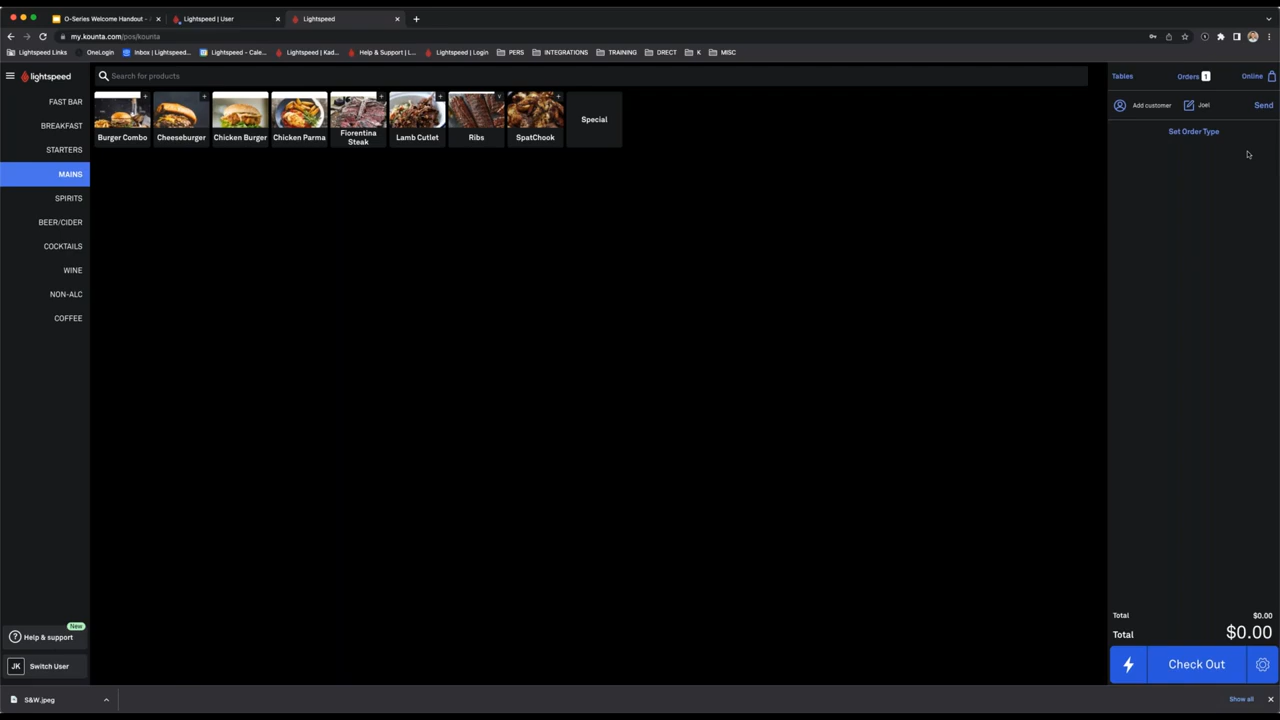 O-Series Welcome Handout - A
Lightspeed | User
Lightspeed
my.kounta.com/pos/kounta
Lightspeed Links
OneLogin
Inbox | Lightspeed...
Lightspeed - Cale...
Lightspeed | Kad...
Help & Support | L...
Lightspeed | Login
PERS
INTEGRATIONS
TRAINING
DRECT
K
MISC
lightspeed
Search for products
Tables
Orders 1
Online
FAST BAR
BREAKFAST
STARTERS
MAINS
SPIRITS
BEER/CIDER
COCKTAILS
WINE
NON-ALC
COFFEE
Burger Combo
Cheeseburger
Chicken Burger
Chicken Parma
Fiorentina
Steak
Lamb Cutlet
Ribs
SpatChook
Special
Add customer
Joel
Send
Set Order Type
Total $0.00
Total $0.00
Check Out
New
Help & support
JK Switch User
S&W.jpeg
Show all